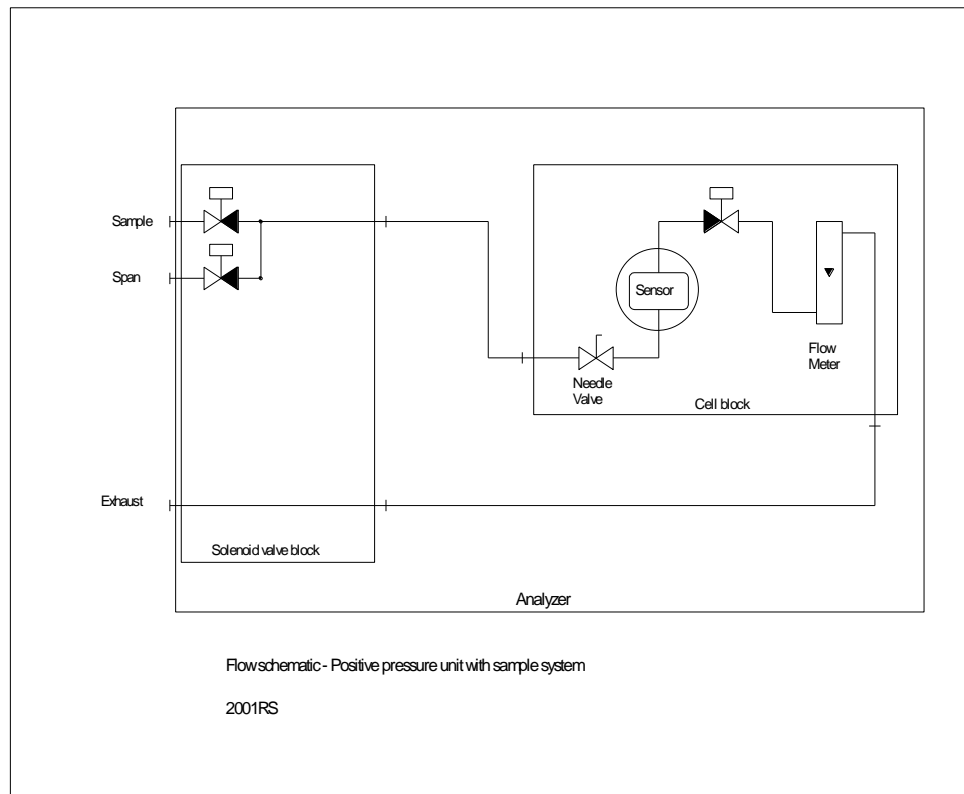 Sample
Span
Sensor
Needle
Valve
Flow
Meter
Cell block
Exhaust
Solenoid valve block
Analyzer
Flow schematic - Positive pressure unit with sample system
2001RS